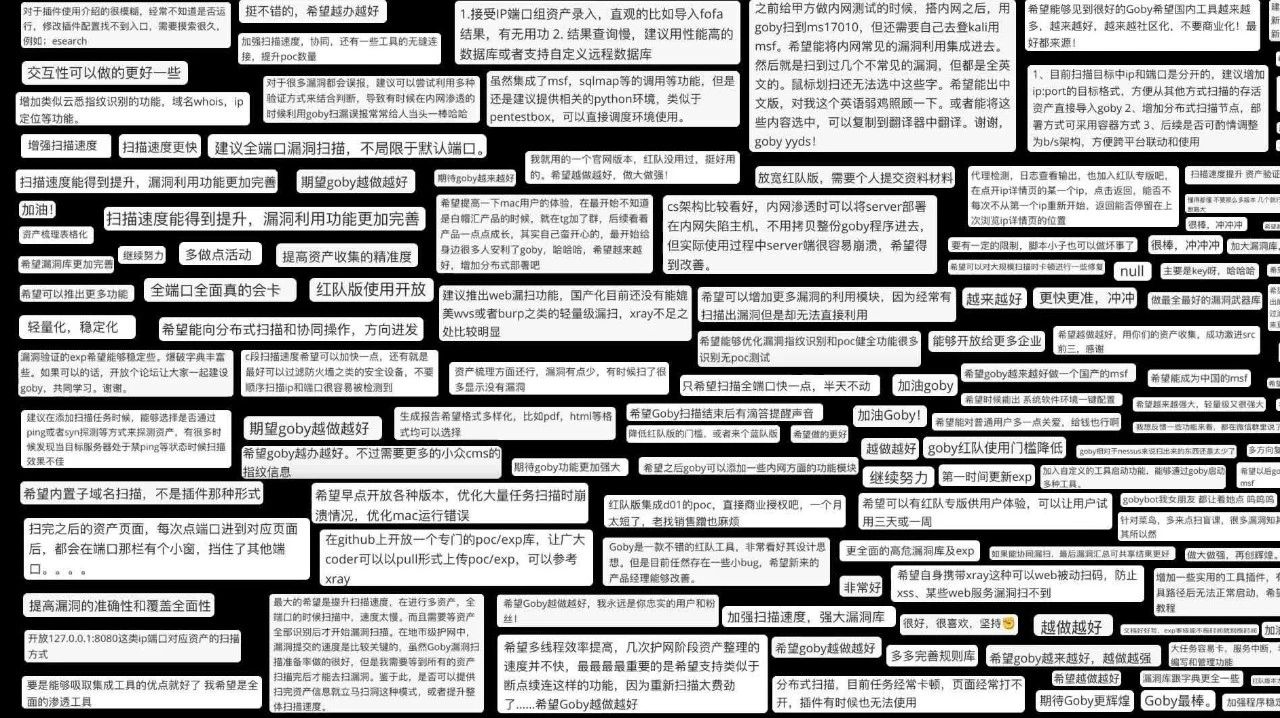 对于插件使用介绍的很模糊，经常不知道是否运
行，修改插件配置找不到入口，需要摸索很久，
例如；esearch
挺不错的，希望越办越好
加强扫描速度，协同，还有一些工具的无缝连
接，提升poc数量
1.接受IP端口组资产录入，直观的比如导入fofa
结果，有无用功 2. 结果查询慢，建议用性能高的
数据库或者支持自定义远程数据库
之前给甲方做内网测试的时候，搭内网之后，用
goby扫到ms17010，但还需要自己去登kali用
msf。希望能将内网常见的漏洞利用集成进去。
然后就是扫到过几个不常见的漏洞，但都是全英
文的。鼠标划扫还无法选中这些字。希望能出中
文版，对我这个英语弱鸡照顾一下。或者能将这
些内容选中，可以复制到翻译器中翻译。谢谢，
goby yyds！
希望能够见到很好的Goby希望国内工具越来越
多，越来越好，越来越社区化，不要商业化！最
好都来源！
交互性可以做的更好一些
增加类似云悉指纹识别的功能，域名whois，ip
定位等功能。
对于很多漏洞都会误报，建议可以尝试利用多种
验证方式来结合判断，导致有时候在内网渗透的
时候利用goby扫漏误报常常给人当头一棒哈哈
虽然集成了msf，sqlmap等的调用等功能，但是
还是建议提供相关的python环境，类似于
pentestbox，可以直接调度环境使用。
1、目前扫描目标中ip和端口是分开的，建议增加
ip:port的目标格式，方便从其他方式扫描的存活
资产直接导入goby 2、增加分布式扫描节点，部
署方式可采用容器方式 3、后续是否可酌情调整
为b/s架构，方便跨平台联动和使用
增强扫描速度
扫描速度更快
建议全端口漏洞扫描，不局限于默认端口。
我就用的一个官网版本，红队没用过，挺好用
的。希望越做越好，做大做强！
扫描速度能得到提升，漏洞利用功能更加完善
期望goby越做越好
期待goby越来越好
放宽红队版，需要个人提交资料材料
代理检测，日志查看输出，也加入红队专版吧，
在点开ip详情页的某一个ip，点击返回，能否不
每次不从第一个ip重新开始，返回能否停留在上
次浏览ip详情页的位置
扫描速度提升 资产验证
加油！
扫描速度能得到提升，漏洞利用功能更加完善
希望提高一下mac用户的体验，在最开始不知道
是白帽汇产品的时候，就在tg加了群，后续看着
产品一点点成长，其实自己蛮开心的，最开始给
身边很多人安利了goby，哈哈哈，希望越来越
好，增加分布式部署吧
cs架构比较看好，内网渗透时可以将server部署
在内网失陷主机，不用拷贝整份goby程序进去，
但实际使用过程中server端很容易崩溃，希望得
到改善。
很棒，冲冲冲
资产梳理表格化
继续努力
多做点活动
提高资产收集的精准度
要有一定的限制，脚本小子也可以做坏事了
很棒，冲冲冲
加大漏洞库，
希望漏洞库更加完善
希望可以对大规模扫描时卡顿进行一些修复
null
主要是key呀，哈哈哈
希望可以推出更多功能
全端口全面真的会卡
红队版使用开放
建议推出web漏扫功能，国产化目前还没有能媲
美wvs或者burp之类的轻量级漏扫，xray不足之
处比较明显
希望可以增加更多漏洞的利用模块，因为经常有
扫描出漏洞但是却无法直接利用
越来越好
更快更准，冲冲
做最全最好的漏洞武器库
轻量化，稳定化
希望能向分布式扫描和协同操作，方向进发
希望能够优化漏洞指纹识别和poc健全功能很多
识别无poc测试
能够开放给更多企业
希望越做越好，用你们的资产收集，成功激进src
前三，感谢
漏洞验证的exp希望能够稳定些。爆破字典丰富
些。如果可以的话，开放个论坛让大家一起建设
goby，共同学习。谢谢。
c段扫描速度希望可以加快一点，还有就是
最好可以过滤防火墙之类的安全设备，不要
顺序扫描ip和端口很容易被检测到
资产梳理方面还行，漏洞有点少，有时候扫了很
多显示没有漏洞
只希望扫描全端口快一点，半天不动
加油goby
希望goby越来越好做一个国产的msf
希望能成为中国的msf
希望时候能出 系统软件环境一键配置
希望越来越强大，轻量级又很强大
建议在添加扫描任务时候，能够选择是否通过
ping或者syn探测等方式来探测资产，有很多时
候发现当目标服务器处于禁ping等状态时候扫描
效果不佳
期望goby越做越好
生成报告希望格式多样化，比如pdf，html等格
式均可以选择
希望Goby扫描结束后有滴答提醒声音
降低红队版的门槛，或者来个蓝队版
希望做的更好
加油Goby！
希望能对普通用户多一点关爱，给钱也行啊
我想反馈一些功能来看，都在微信群里说了
希望goby越办越好。不过需要更多的小众cms的
指纹信息
期待goby功能更加强大
希望之后goby可以添加一些内网方面的功能模块
越做越好
goby红队使用门槛降低
goby相对于nessus来说扫出来的东西还是太少了
继续努力
第一时间更新exp
加入自定义的工具启动功能，能够通过goby启动
多种工具。
希望内置子域名扫描，不是插件那种形式
希望早点开放各种版本，优化大量任务扫描时崩
溃情况，优化mac运行错误
红队版集成d01的poc，直接商业授权吧，一个月
太短了，老找销售蹭也麻烦
希望可以有红队专版供用户体验，可以让用户试
用三天或一周
gobybot我女朋友 都让着她点 呜呜呜
针对菜鸟，多来点扫盲课，很多漏洞知
其所以然
扫完之后的资产页面，每次点端口进到对应页面
后，都会在端口那栏有个小窗，挡住了其他端
口。。。。
在github上开放一个专门的poc/exp库，让广大
coder可以以pull形式上传poc/exp，可以参考
xray
Goby是一款不错的红队工具，非常看好其设计思
想。但是目前任然存在一些小bug，希望新来的
产品经理能够改善。
更全面的高危漏洞库及exp
如果能协同漏扫、最后漏洞汇总可共享结果更好
做大做强，再创辉煌。
非常好
希望自身携带xray这种可以web被动扫码，防止
xss、某些web服务漏扫不到
增加一些实用的工具插件，
具路径后无法正常启动，希
教程
提高漏洞的准确性和覆盖全面性
最大的希望是提升扫描速度，在进行多资产，全
端口的时候扫描中，速度太慢。而且需要等资产
全部识别后才开始漏洞扫描。在地市级护网中，
漏洞提交的速度是比较关键的，虽然Goby漏洞扫
描准备率做的很好，但是我需要等到所有的资产
扫描完后才能去扫漏洞。鉴于此，是否可以提供
扫完资产信息就立马扫洞这种模式，或者提升整
体扫描速度。
希望Goby越做越好，我永远是你忠实的用户和粉
丝！
加强扫描速度，强大漏洞库
很好，很喜欢，坚持✊
越做越好
开放127.0.0.1:8080这类ip端口对应资产的扫描
方式
希望多线程效率提高，几次护网阶段资产整理的
速度并不快，最最最最重要的是希望支持类似于
断点续连这样的功能，因为重新扫描大费劲
了......希望Goby越做越好
希望goby越做越好
多多完善规则库
希望goby越来越好，越做越强
大任务容易卡，服务中断，
编写和管理功能
要是能够吸取集成工具的优点就好了 我希望是全
面的渗透工具
分布式扫描，目前任务经常卡顿，页面经常打不
开，插件有时候也无法使用
希望越做越好
漏洞库跟字典更全一些
期待Goby更辉煌
Goby最棒。
加强程序稳